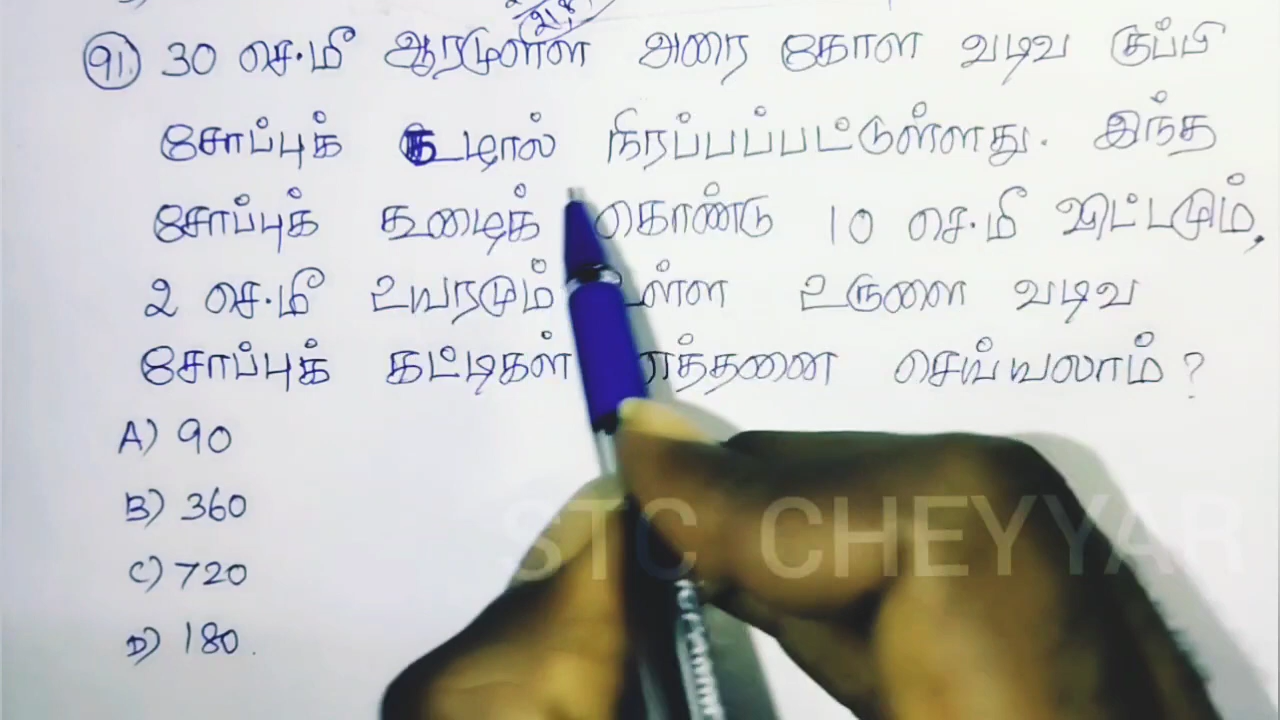 91. 30 செ.மீ ஆரமுள்ள அரை கோள வடிவ குப்பி
சோப்புக் கூடால் நிரப்பப்பட்டுள்ளது. இந்த
சோப்புக் கூழைக் கொண்டு 10 செ.மீ விட்டமும்,
2 செ.மீ உயரமும் உள்ள உருளை வடிவ
சோப்புக் கட்டிகள் எத்தனை செய்யலாம் ?
A) 90
B) 360
C) 720
D) 180.
STC CHEYYAR